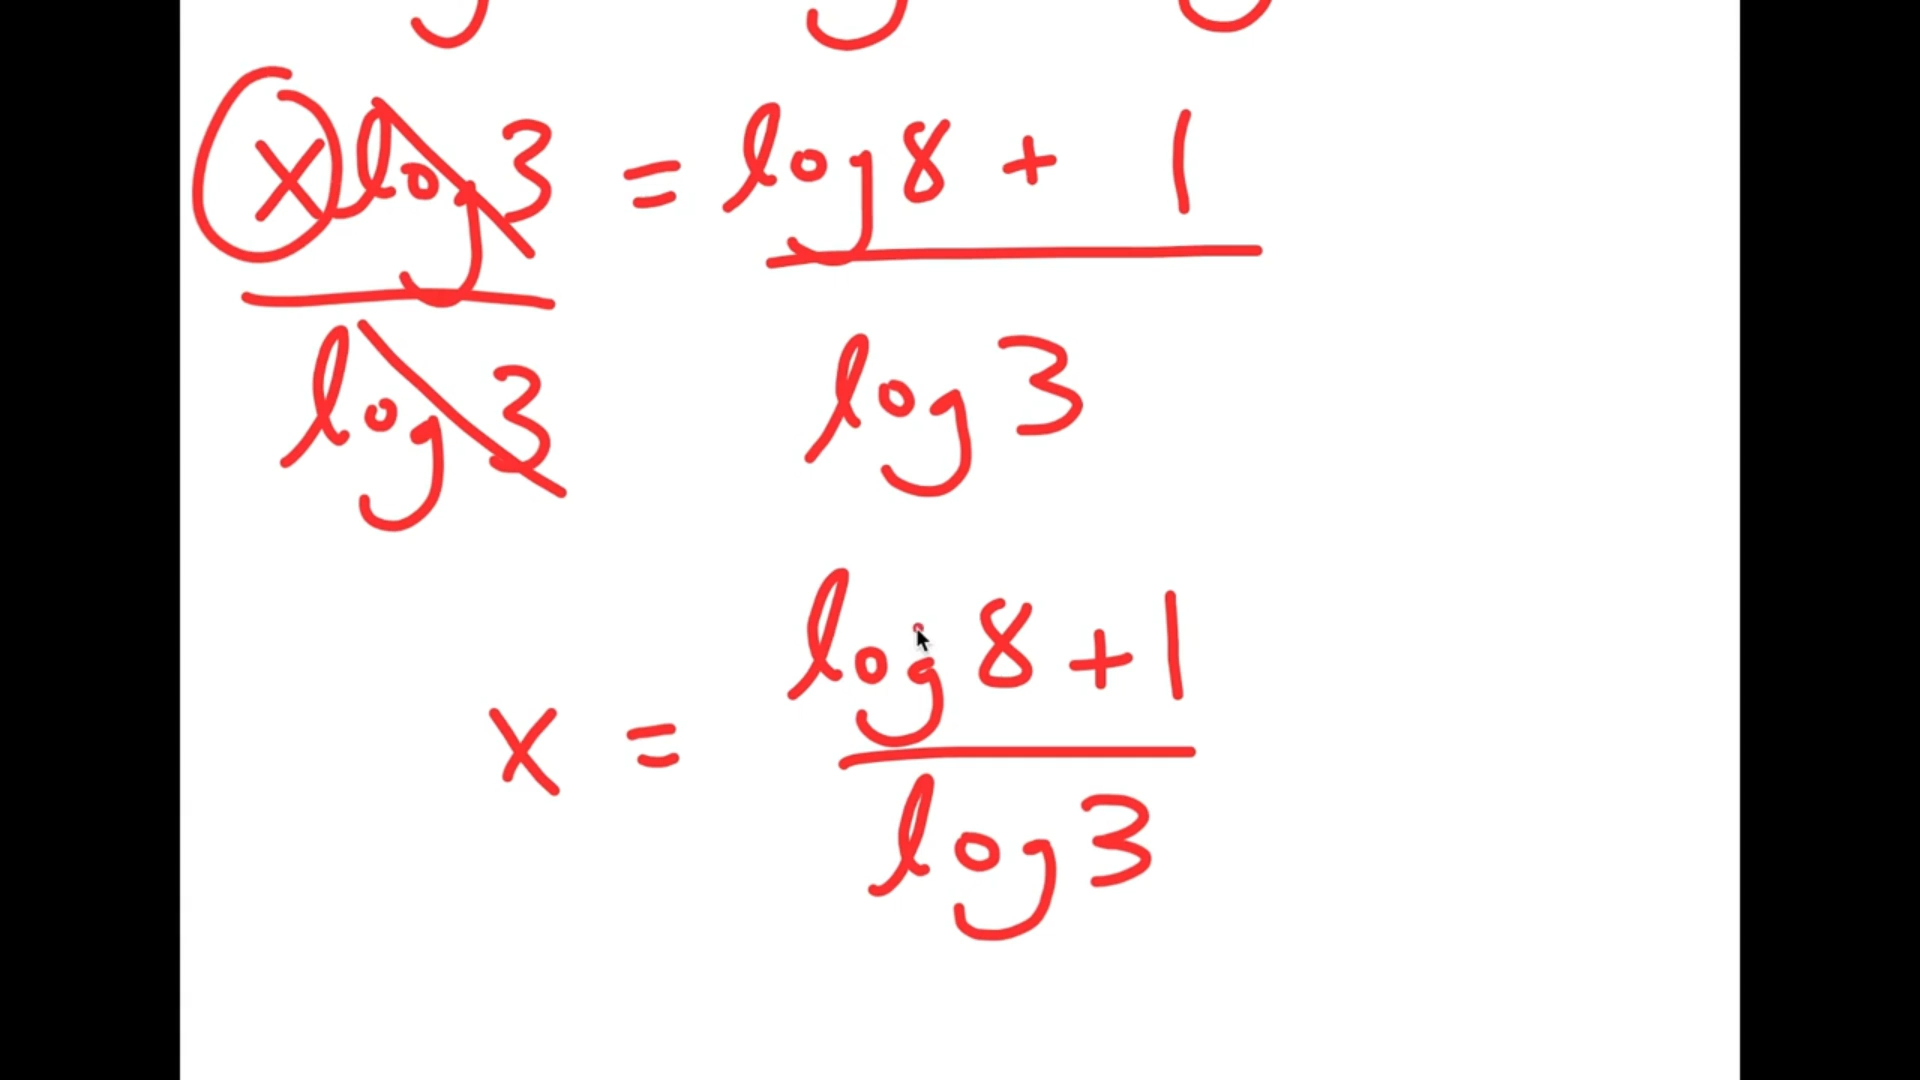 x log 3 = log 8 + 1
log 3 log 3
x = log 8 + 1
log 3